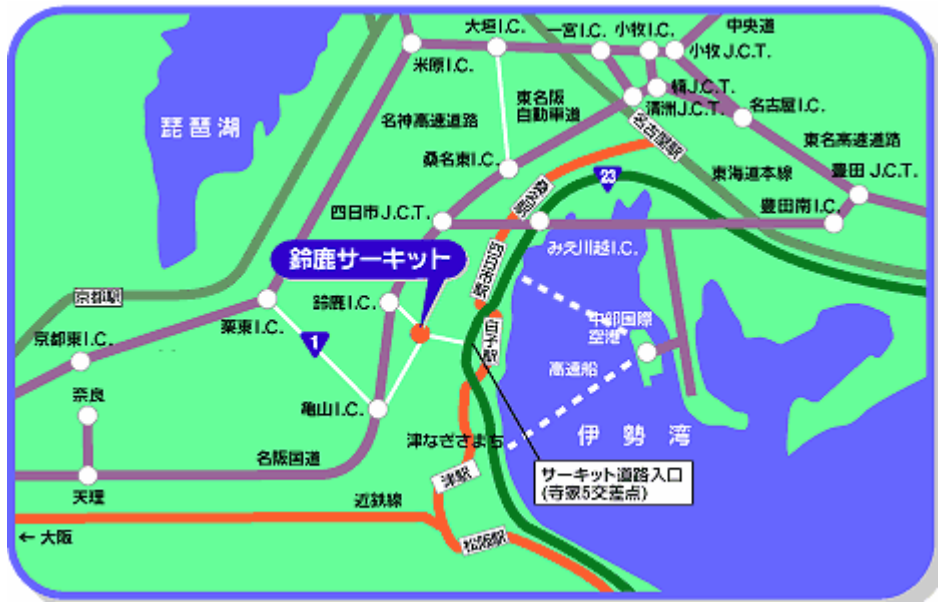 大垣I.C.
一宮I.C.
小牧I.C.
中央道
小牧J.C.T.
米原I.C.
楠J.C.T.
清洲J.C.T.
名古屋I.C.
東名阪
自動車道
名神高速道路
琵琶湖
名古屋駅
東名高速道路
桑名東I.C.
東海道本線
豊田J.C.T.
23
桑名駅
豊田南I.C.
四日市J.C.T.
みえ川越I.C.
鈴鹿サーキット
四日市駅
京都駅
鈴鹿I.C.
栗東I.C.
白子駅
中部国際
空港
京都東I.C.
1
高速船
奈良
亀山I.C.
津なぎさまち
伊勢湾
名阪国道
サーキット道路入口
(寺家5交差点)
天理
津駅
近鉄線
← 大阪
松阪駅